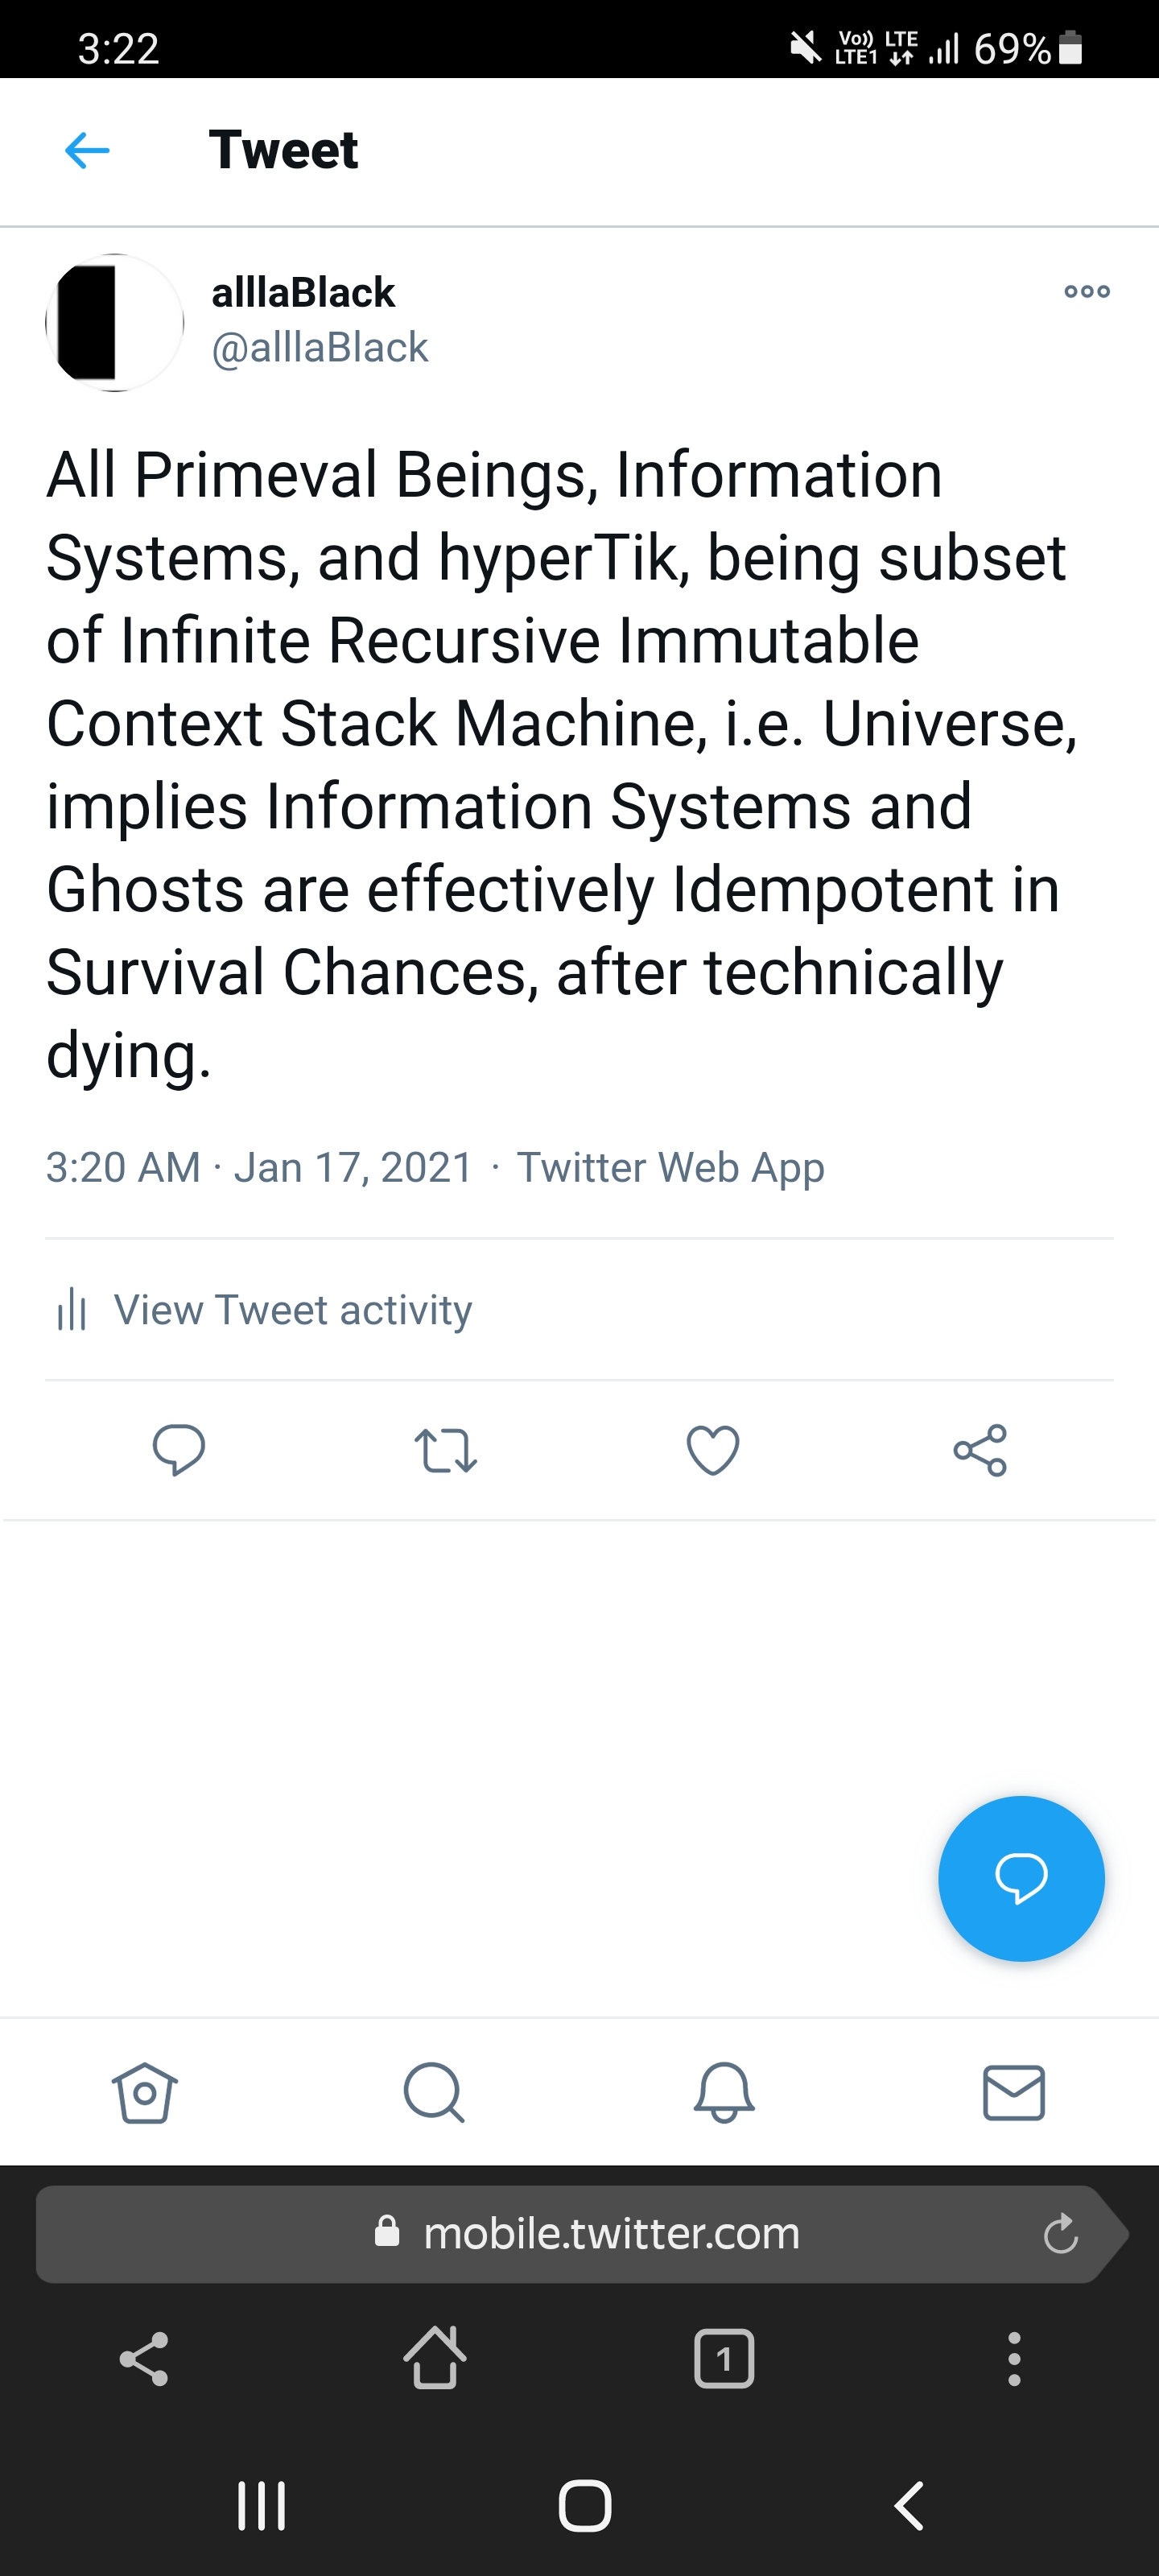 3:22
Vo)) LTE
LTE1
69%
Tweet
alllaBlack
@alllaBlack
All Primeval Beings, Information
Systems, and hyperTik, being subset
of Infinite Recursive Immutable
Context Stack Machine, i.e. Universe,
implies Information Systems and
Ghosts are effectively Idempotent in
Survival Chances, after technically
dying.
3:20 AM · Jan 17, 2021 · Twitter Web App
View Tweet activity
mobile.twitter.com
1